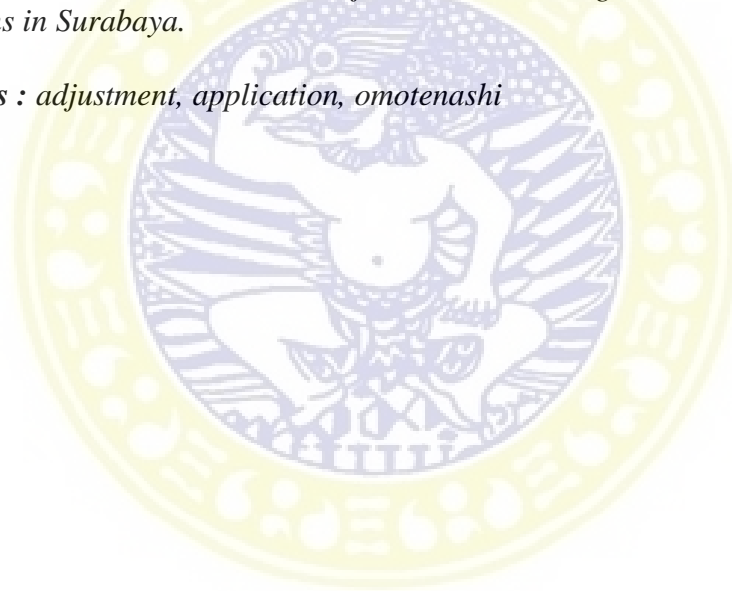 s in Surabaya.
s : adjustment, application, omotenashi